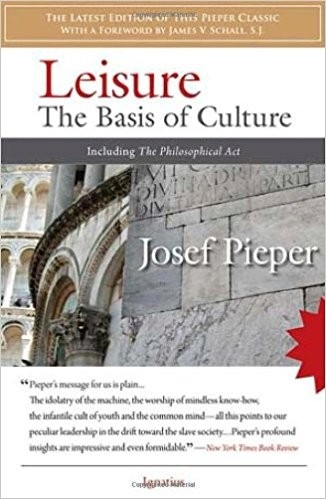 The Latest Edition of This Pieper Classic
With a Foreword by James V. Schall, S.J.
Leisure
The Basis of Culture
Including The Philosophical Act
Josef Pieper
“Pieper's message for us is plain...
The idolatry of the machine, the worship of mindless know-how,
the infantile cult of youth and the common mind—all this points to our
peculiar leadership in the drift toward the slave society.... Pieper's profound
insights are impressive and even formidable.”—New York Times Book Review
Ignatius